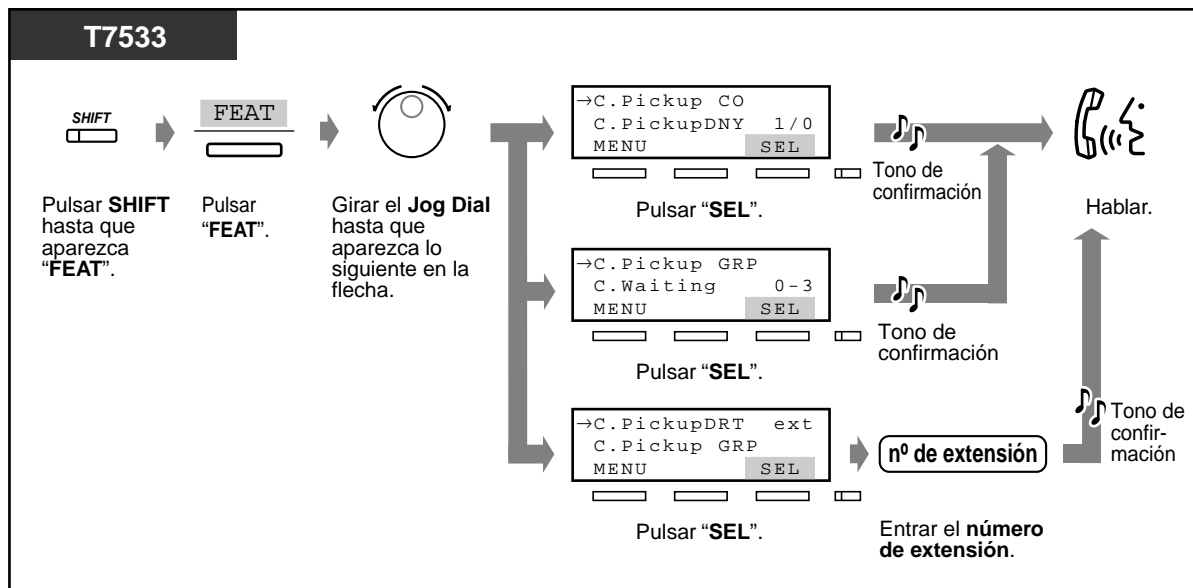 T7533
SHIFT
FEAT
Pulsar SHIFT
hasta que
aparezca
“FEAT”.
Pulsar
“FEAT”.
Girar el Jog Dial
hasta que
aparezca lo
siguiente en la
flecha.
→C.Pickup CO
C.PickupDNY 1/0
MENU SEL
Pulsar “SEL”.
Tono de
confirmación
Hablar.
→C.Pickup GRP
C.Waiting 0-3
MENU SEL
Pulsar “SEL”.
Tono de
confirmación
→C.PickupDRT ext
C.Pickup GRP
MENU SEL
Pulsar “SEL”.
nº de extensión
Entrar el número
de extensión.
Tono de
confir-
mación